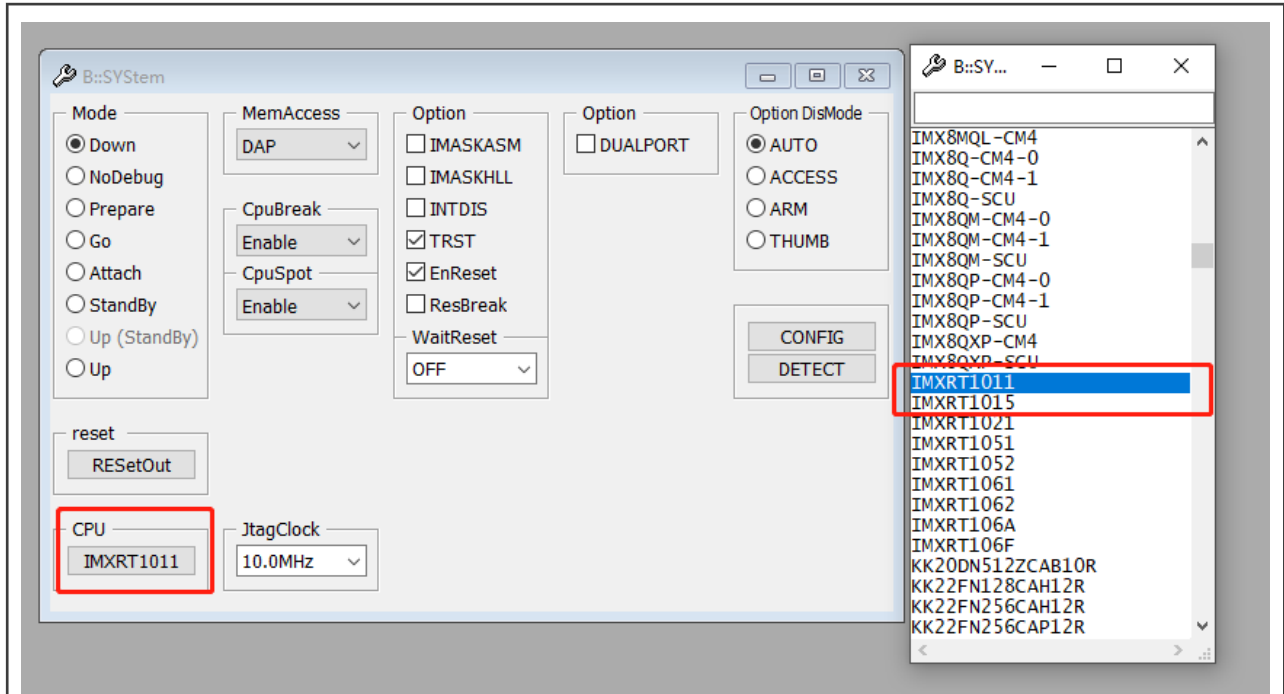 B::SYStem
Mode
Down
NoDebug
Prepare
Go
Attach
StandBy
Up (StandBy)
Up
MemAccess
DAP
CpuBreak
Enable
CpuSpot
Enable
Option
IMASKASM
IMASKHLL
INTDIS
TRST
EnReset
ResBreak
WaitReset
OFF
Option
DUALPORT
Option DisMode
AUTO
ACCESS
ARM
THUMB
CONFIG
DETECT
reset
RESetOut
CPU
IMXRT1011
JtagClock
10.0MHz
B::SY...
IMX8MQL-CM4
IMX8Q-CM4-0
IMX8Q-CM4-1
IMX8Q-SCU
IMX8QM-CM4-0
IMX8QM-CM4-1
IMX8QM-SCU
IMX8QP-CM4-0
IMX8QP-CM4-1
IMX8QP-SCU
IMX8QXP-CM4
IMX8QXP-SCU
IMXRT1011
IMXRT1015
IMXRT1021
IMXRT1051
IMXRT1052
IMXRT1061
IMXRT1062
IMXRT106A
IMXRT106F
KK20DN512ZCAB10R
KK22FN128CAH12R
KK22FN256CAH12R
KK22FN256CAP12R